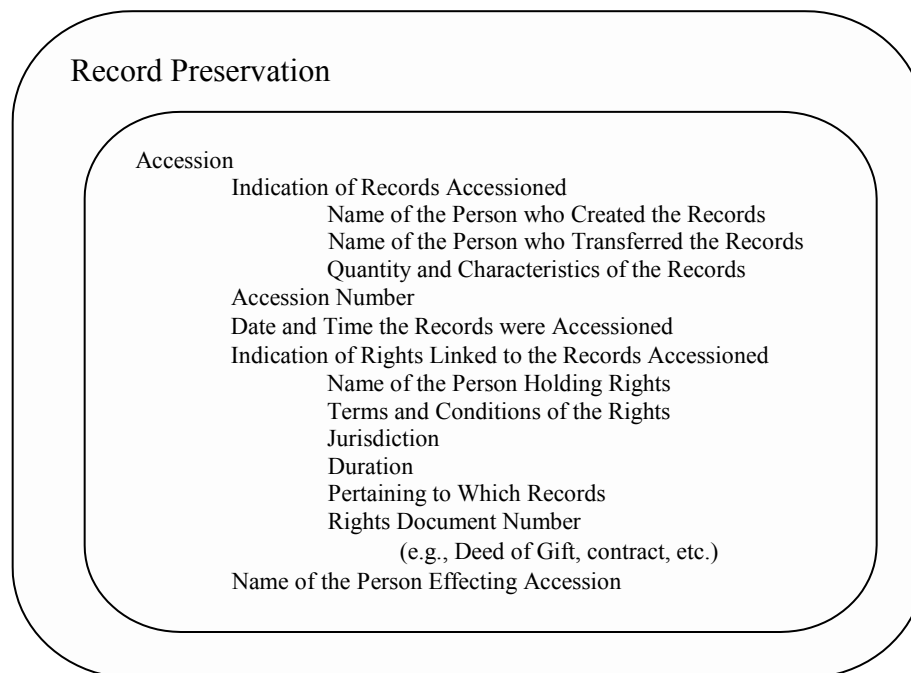 Record Preservation
Accession
Indication of Records Accessioned
Name of the Person who Created the Records
Name of the Person who Transferred the Records
Quantity and Characteristics of the Records
Accession Number
Date and Time the Records were Accessioned
Indication of Rights Linked to the Records Accessioned
Name of the Person Holding Rights
Terms and Conditions of the Rights
Jurisdiction
Duration
Pertaining to Which Records
Rights Document Number
(e.g., Deed of Gift, contract, etc.)
Name of the Person Effecting Accession